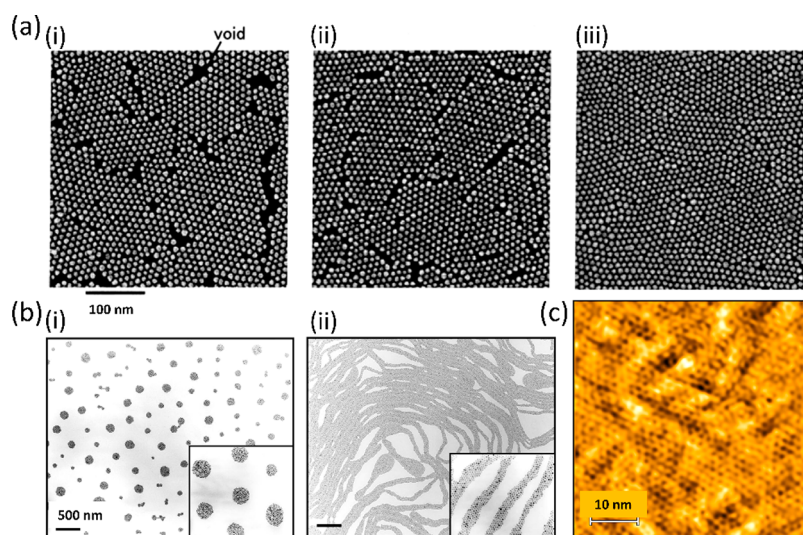 (a)
(i)
void
(ii)
(iii)
100 nm
(b)
(i)
(ii)
(c)
500 nm
10 nm